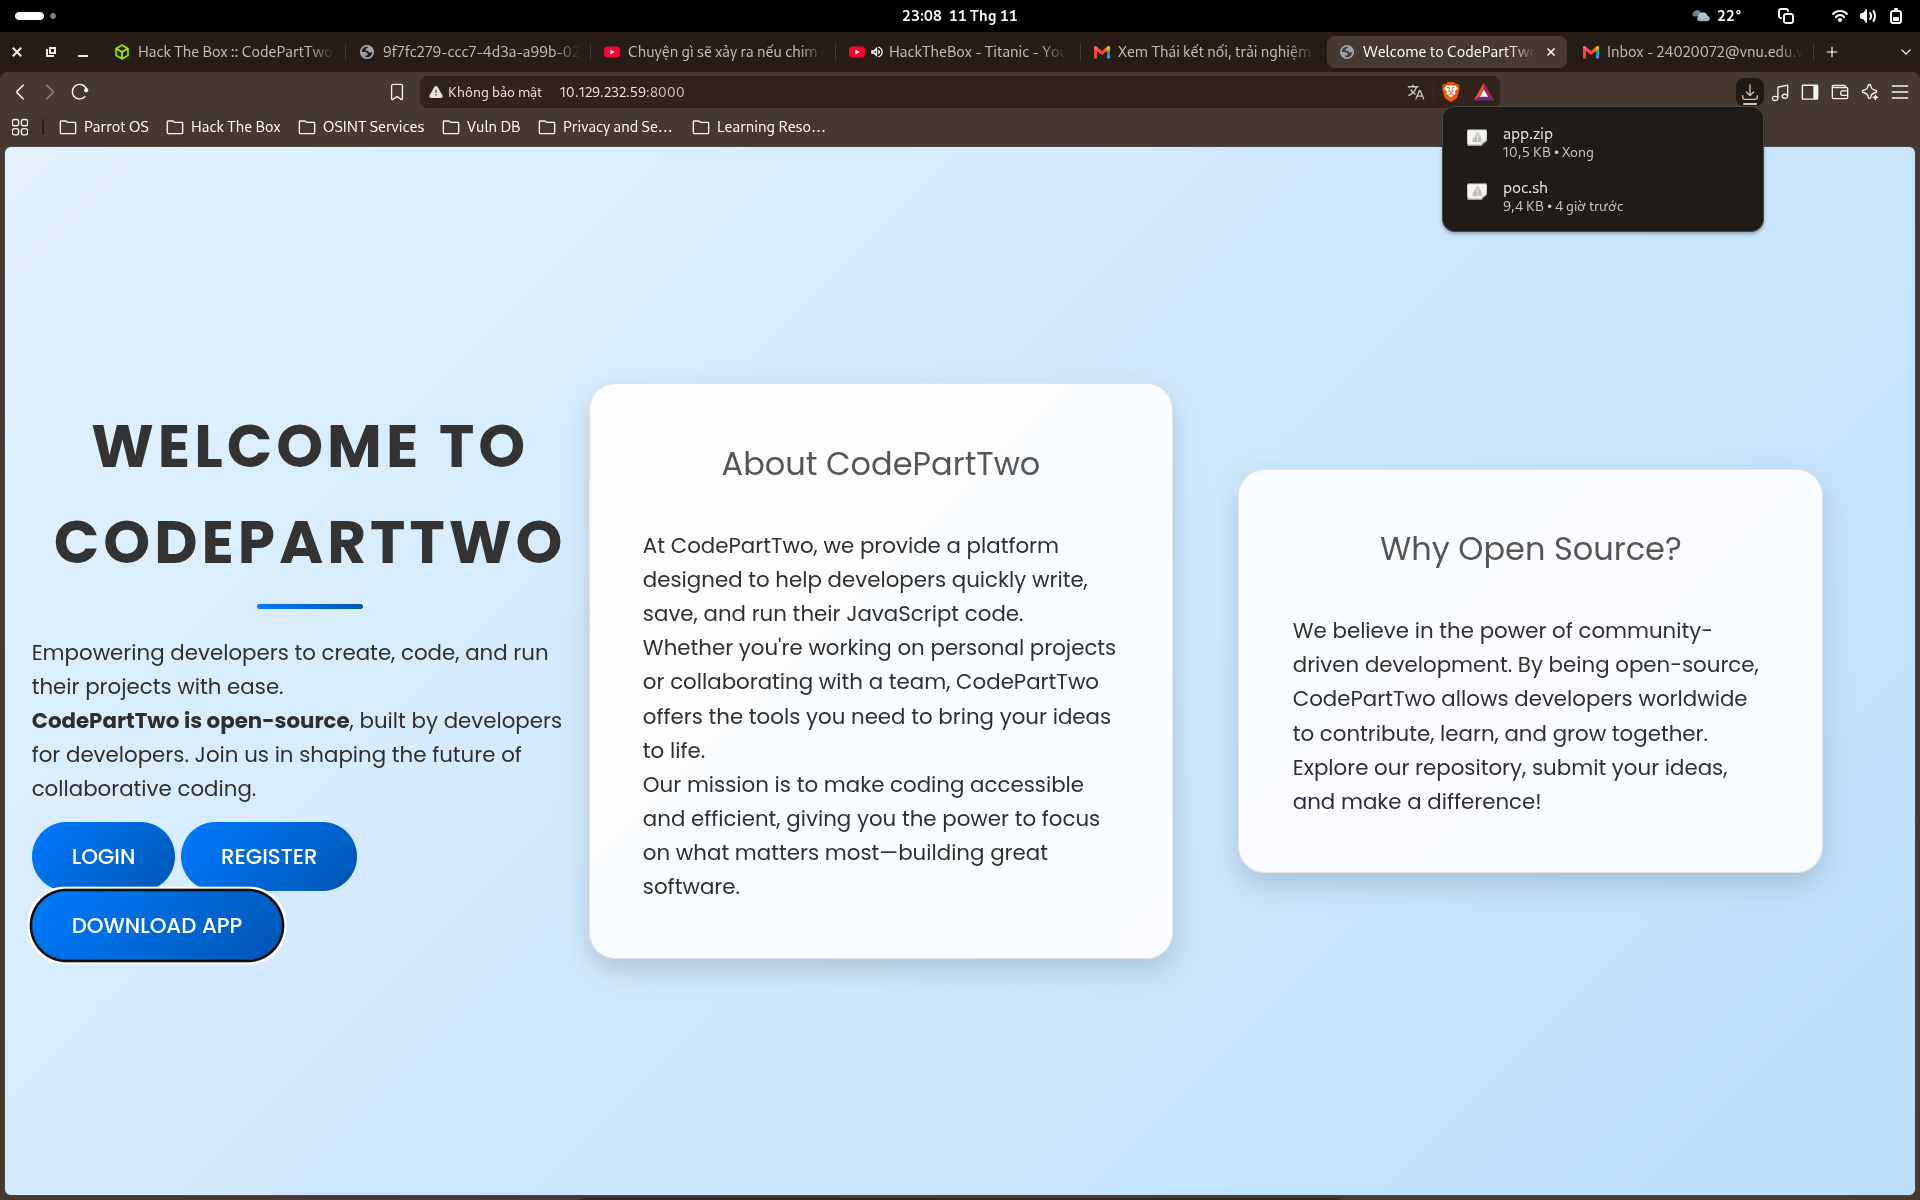 23:08 11 Thg 11
22°
Hack The Box :: CodePartTwo
9f7fc279-ccc7-4d3a-a99b-02
Chuyện gì sẽ xảy ra nếu chim
HackTheBox - Titanic - You
Xem Thái kết nối, trải nghiệm
Welcome to CodePartTwo
Inbox - 24020072@vnu.edu.v
Không bảo mật
10.129.232.59:8000
Parrot OS
Hack The Box
OSINT Services
Vuln DB
Privacy and Se...
Learning Reso...
app.zip
10,5 KB • Xong
poc.sh
9,4 KB • 4 giờ trước
WELCOME TO
CODEPARTTWO
Empowering developers to create, code, and run
their projects with ease.
CodePartTwo is open-source, built by developers
for developers. Join us in shaping the future of
collaborative coding.
LOGIN
REGISTER
DOWNLOAD APP
About CodePartTwo
At CodePartTwo, we provide a platform
designed to help developers quickly write,
save, and run their JavaScript code.
Whether you're working on personal projects
or collaborating with a team, CodePartTwo
offers the tools you need to bring your ideas
to life.
Our mission is to make coding accessible
and efficient, giving you the power to focus
on what matters most—building great
software.
Why Open Source?
We believe in the power of community-
driven development. By being open-source,
CodePartTwo allows developers worldwide
to contribute, learn, and grow together.
Explore our repository, submit your ideas,
and make a difference!